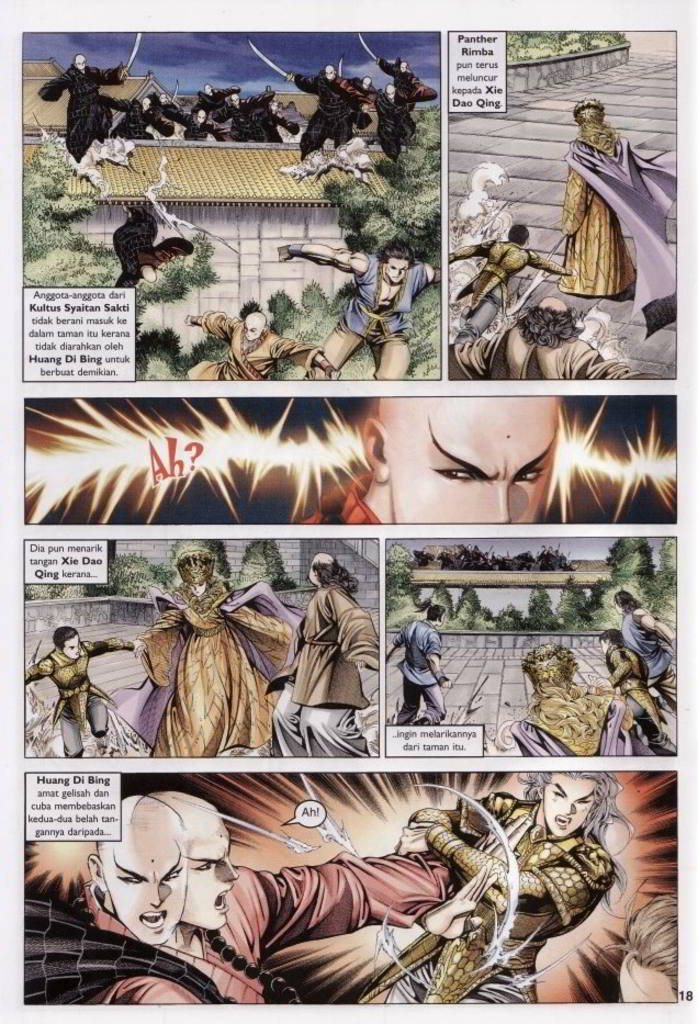 Anggota-anggota dari
Kultus Syaitan Sakti
tidak berani masuk ke
dalam taman itu kerana
tidak diarahkan oleh
Huang Di Bing untuk
berbuat demikian.
Panther
Rimba
pun terus
meluncur
kepada Xie
Dao Qing.
Ah?
Dia pun menarik
tangan Xie Dao
Qing kerana...
..ingin melarikannya
dari taman itu.
Huang Di Bing
amat gelisah dan
cuba membebaskan
kedua-dua belah tan-
gannya daripada...
Ah!
18